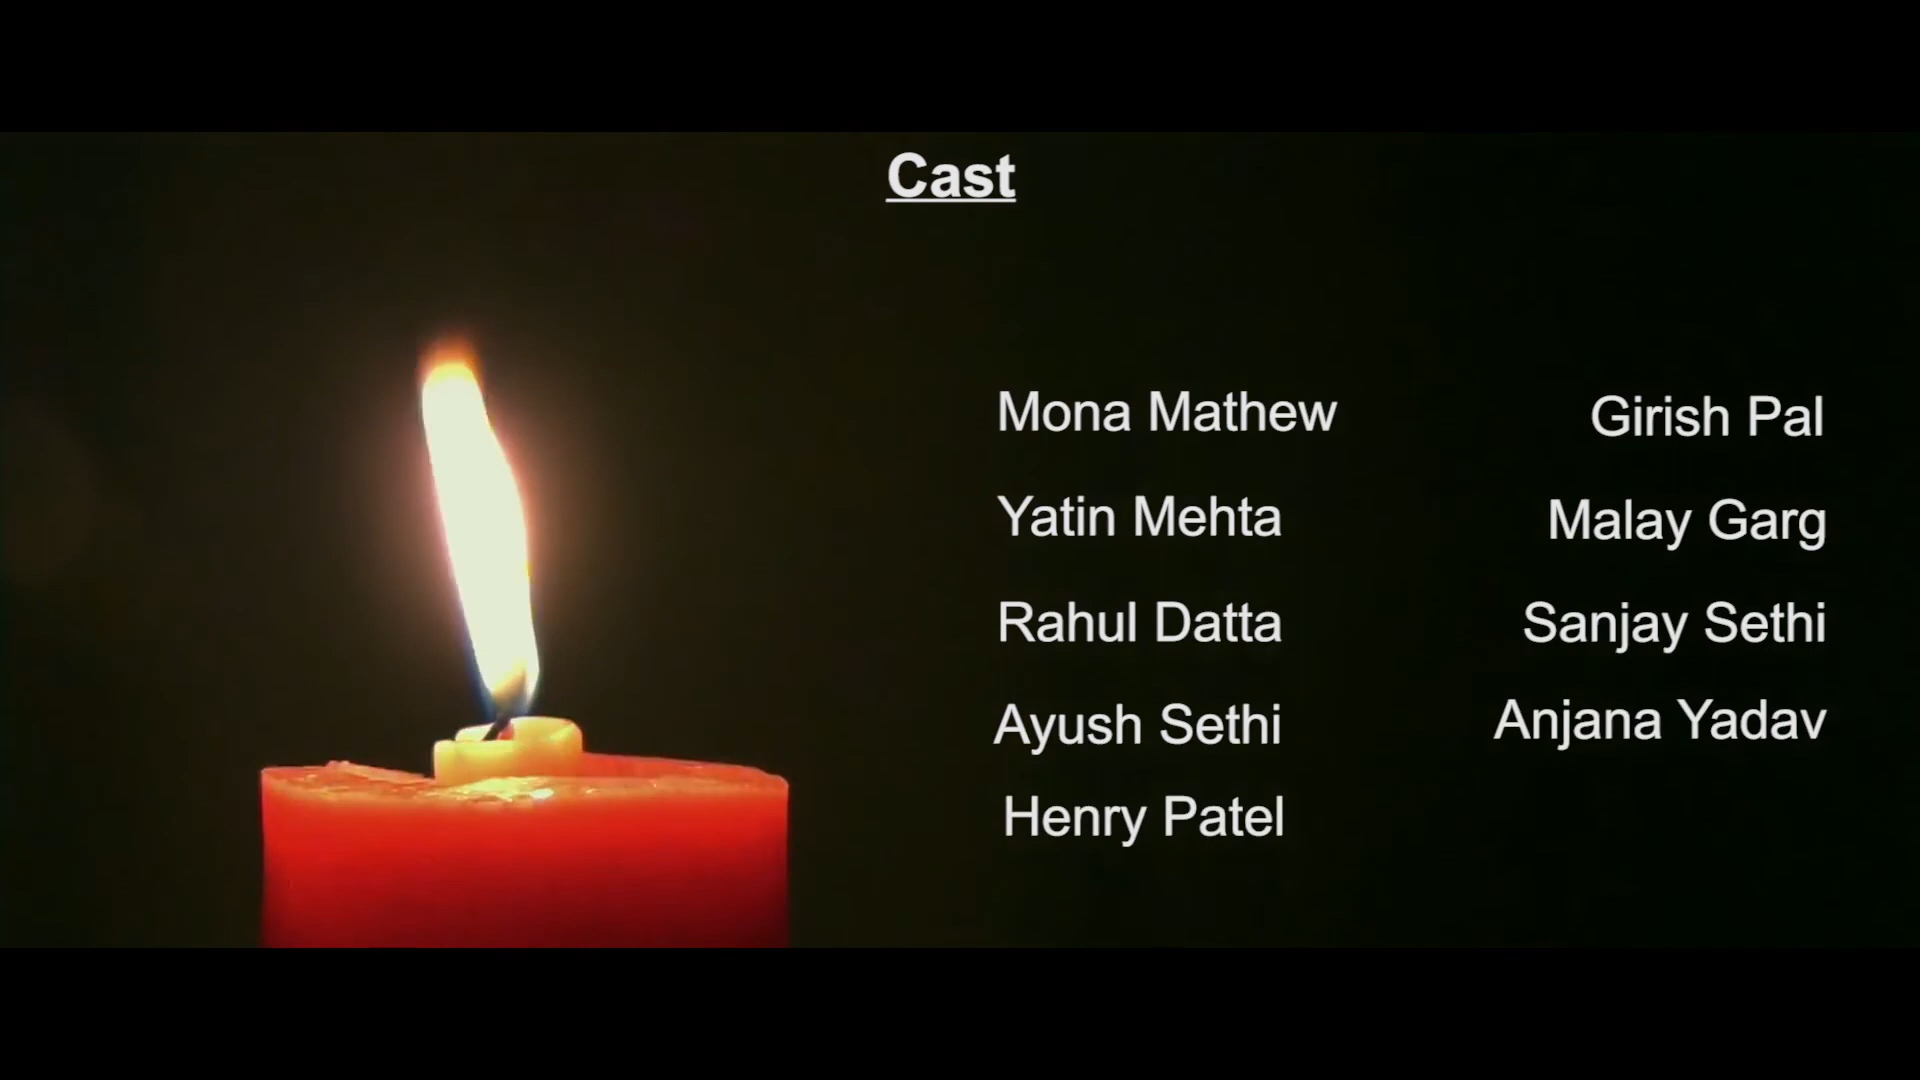 Cast
Mona Mathew
Yatin Mehta
Rahul Datta
Ayush Sethi
Henry Patel
Girish Pal
Malay Garg
Sanjay Sethi
Anjana Yadav